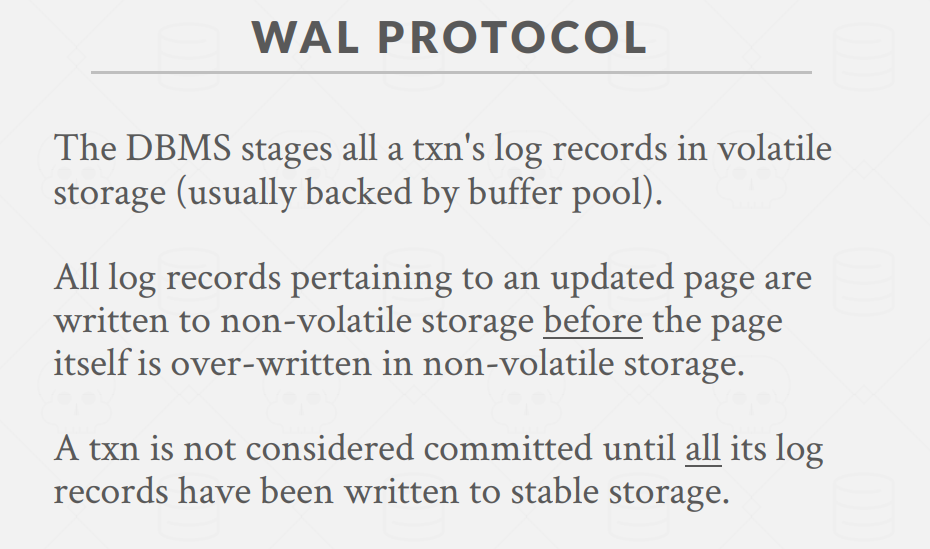 WAL PROTOCOL
The DBMS stages all a txn's log records in volatile
storage (usually backed by buffer pool).
All log records pertaining to an updated page are
written to non-volatile storage before the page
itself is over-written in non-volatile storage.
A txn is not considered committed until all its log
records have been written to stable storage.